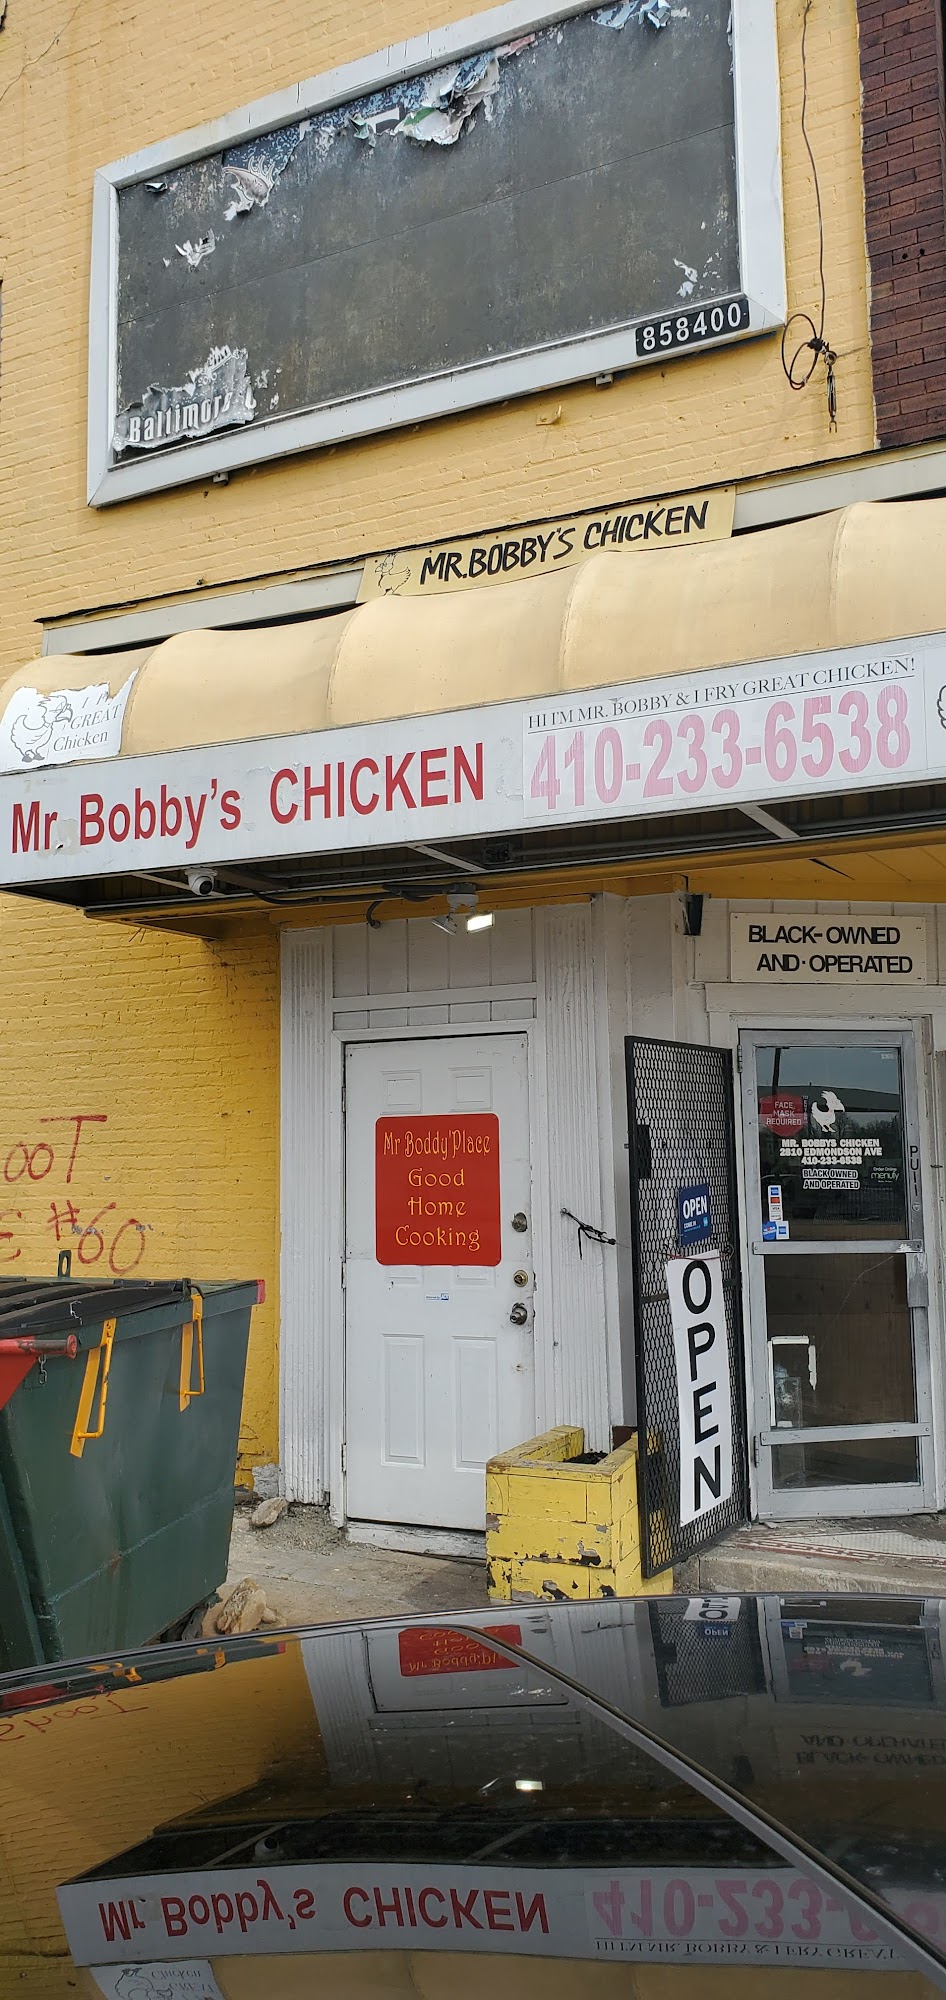 858400
Baltimore
MR. BOBBY'S CHICKEN
GREAT
Chicken
Mr. Bobby's CHICKEN
HI I'M MR. BOBBY & I FRY GREAT CHICKEN!
410-233-6538
BLACK-OWNED
AND·OPERATED
Mr Boddy'Place
Good
Home
Cooking
FACE
MASK
REQUIRED
MR. BOBBYS CHICKEN
2810 EDMONDSON AVE
410-233-6538
BLACK OWNED
AND OPERATED
menufy
PULL
OPEN
OPEN
OOT
E #60